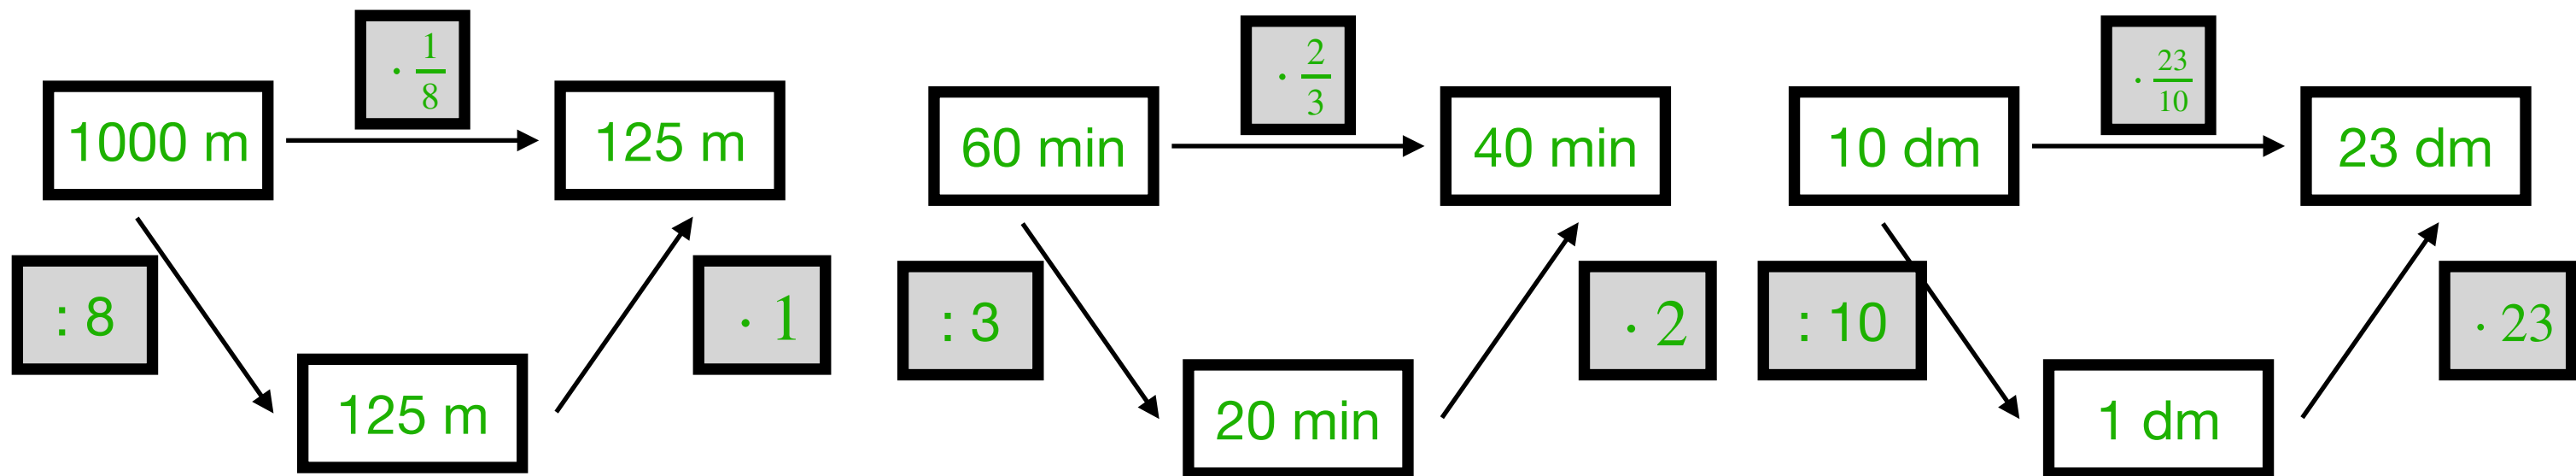 · 1/8
1000 m
125 m
: 8
· 1
125 m
· 2/3
60 min
40 min
: 3
· 2
20 min
· 23/10
10 dm
23 dm
: 10
· 23
1 dm